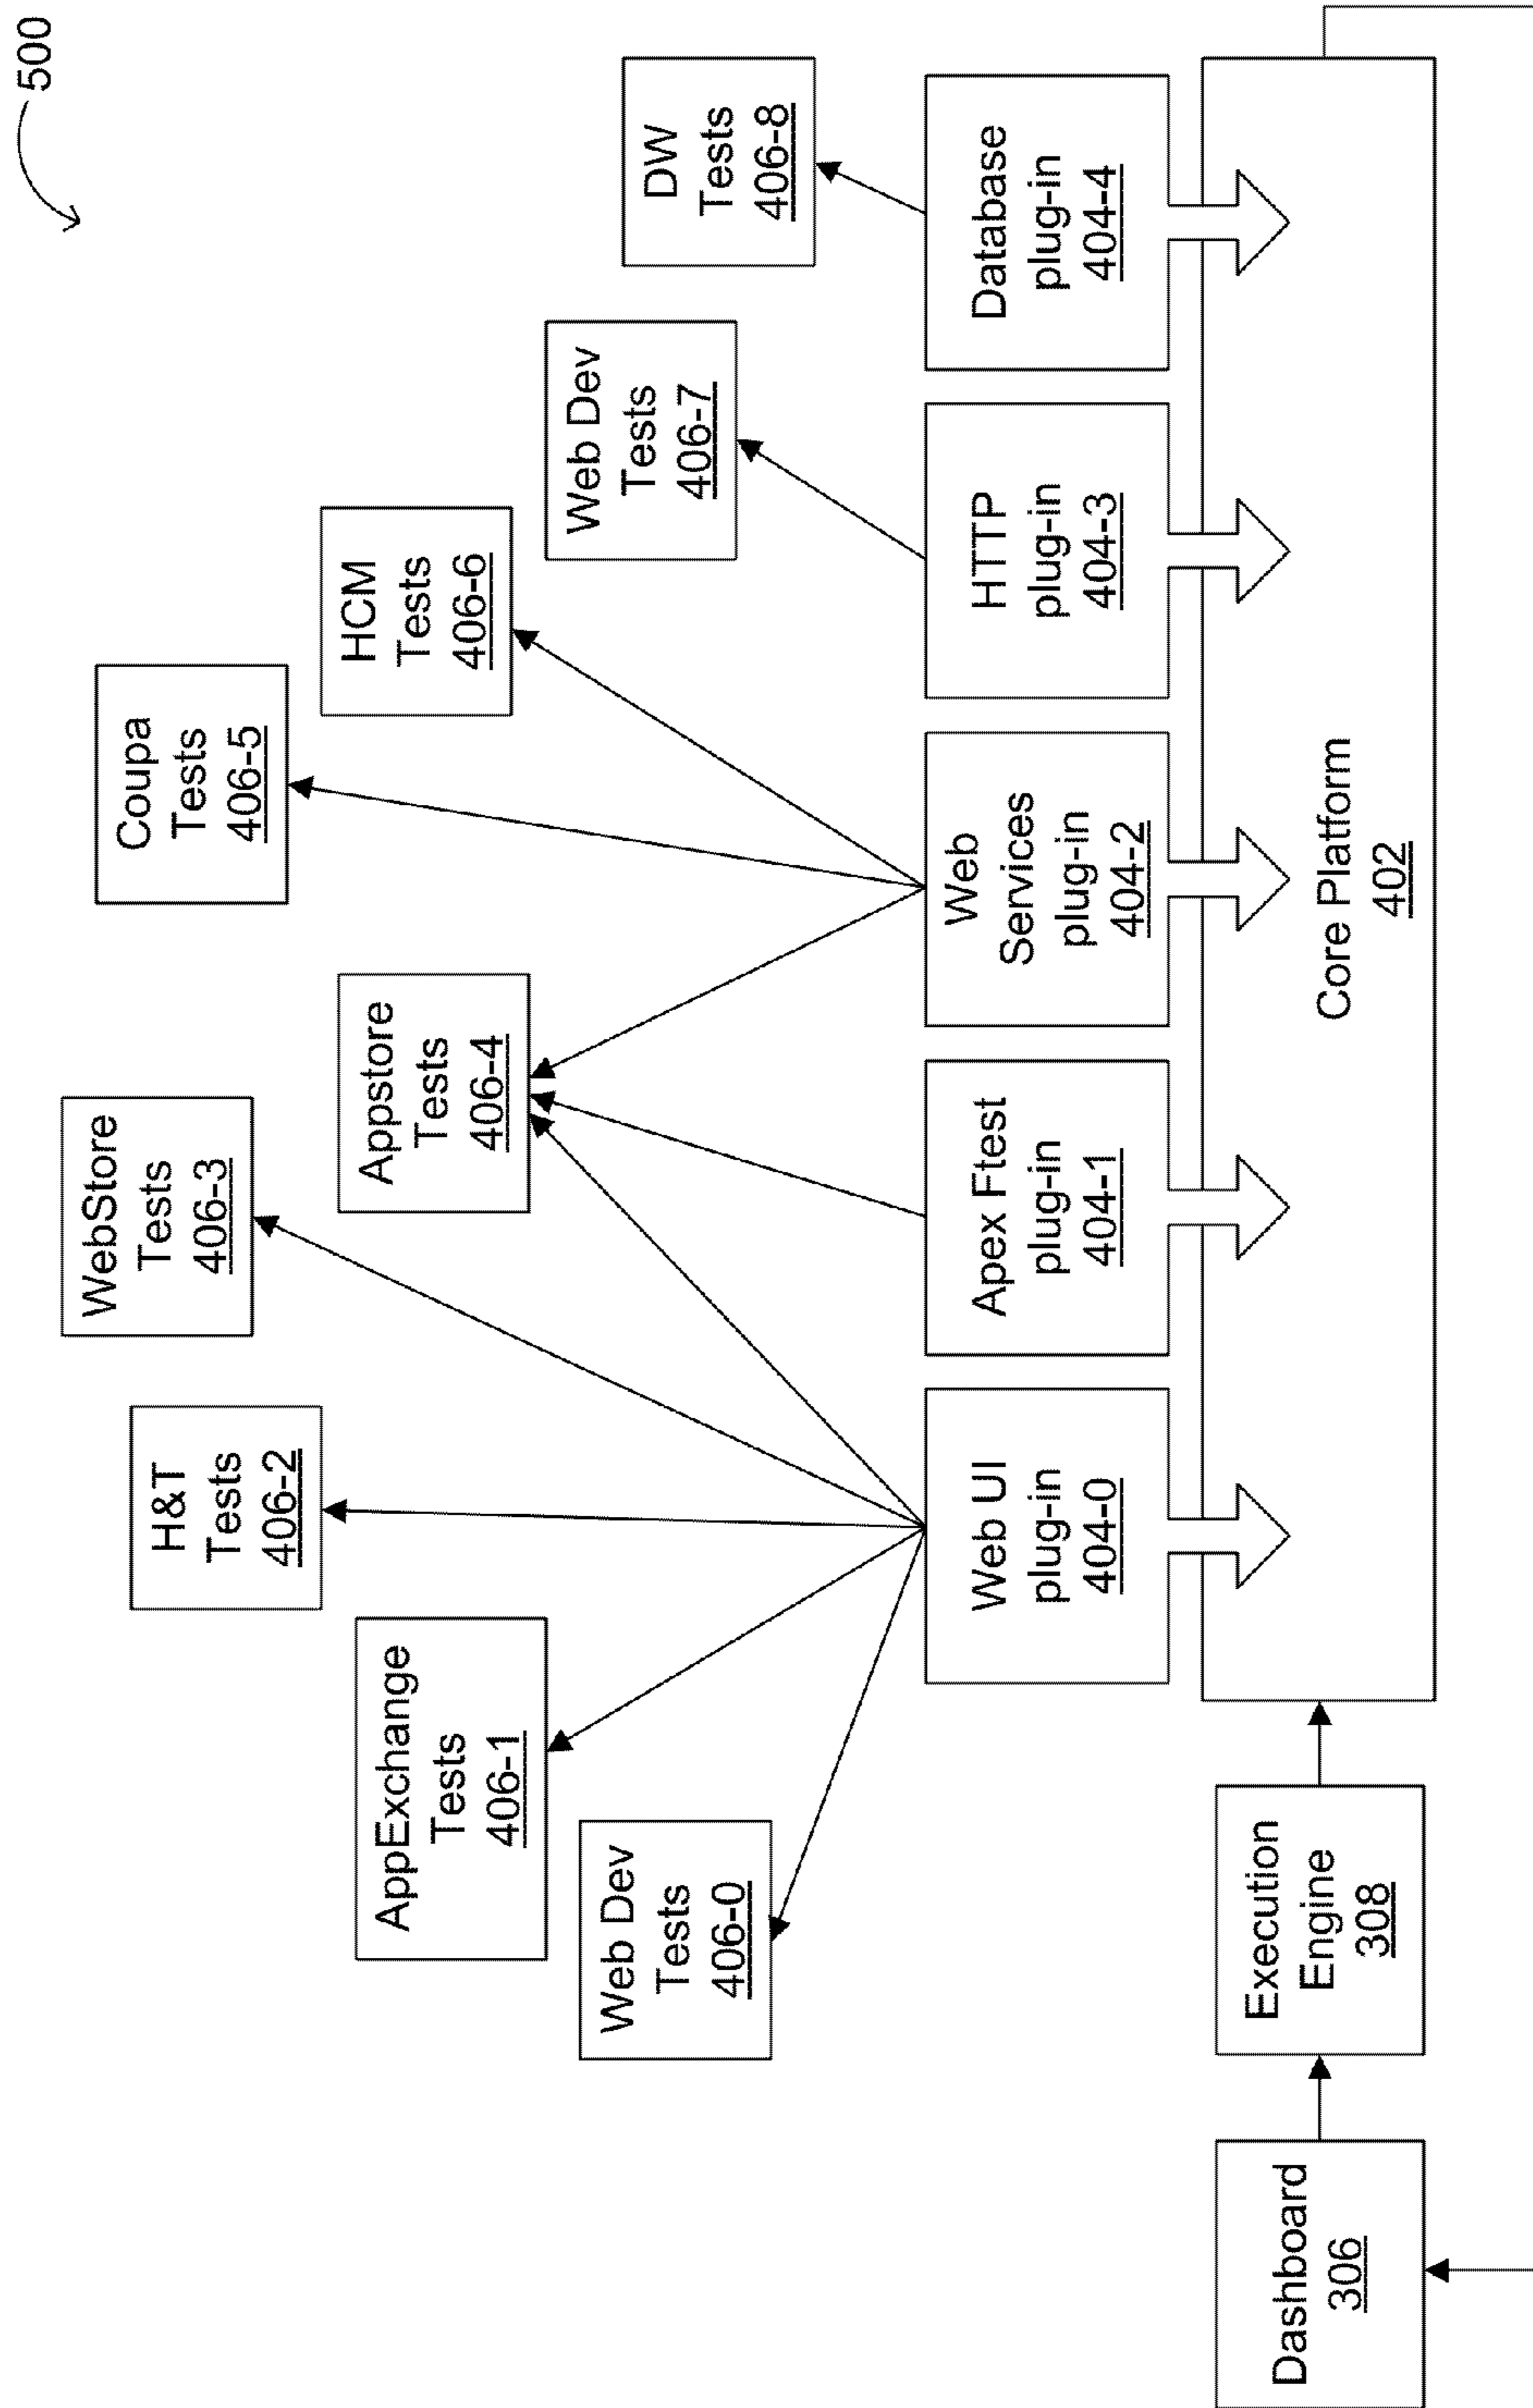 500
WebStore
Tests
406-3
Coupa
Tests
406-5
H&T
Tests
406-2
HCM
Tests
406-6
Appstore
Tests
406-4
AppExchange
Tests
406-1
Web Dev
Tests
406-7
Web Dev
Tests
406-0
DW
Tests
406-8
Web UI
plug-in
404-0
Apex Ftest
plug-in
404-1
Web
Services
plug-in
404-2
HTTP
plug-in
404-3
Database
plug-in
404-4
Dashboard
306
Execution
Engine
308
Core Platform
402